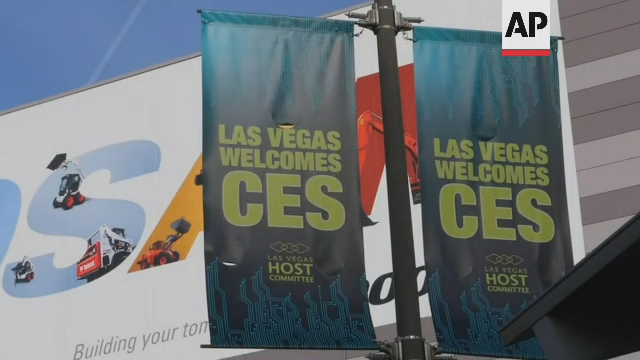 AP
LAS VEGAS
WELCOMES
CES
LAS VEGAS
HOST
COMMITTEE
LAS VEGAS
WELCOMES
CES
LAS VEGAS
HOST
COMMITTEE
Building your